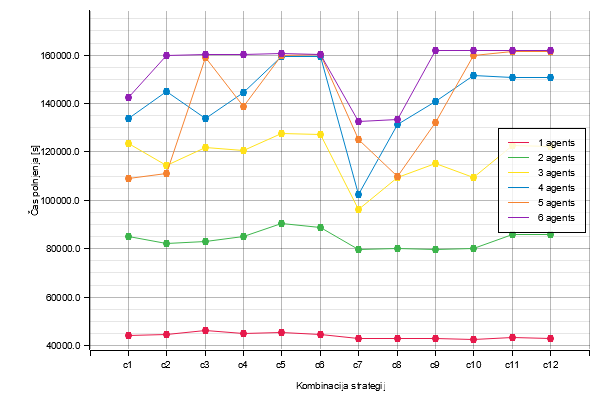 160000.0
140000.0
120000.0
100000.0
80000.0
60000.0
40000.0
Čas polnjenja [s]
1 agents
2 agents
3 agents
4 agents
5 agents
6 agents
c1 c2 c3 c4 c5 c6 c7 c8 c9 c10 c11 c12
Kombinacija strategij